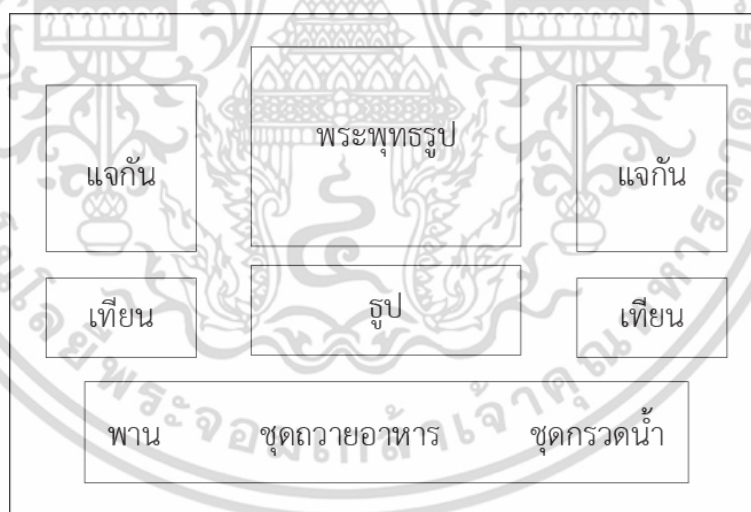 พระพุทธรูป
แจกัน แจกัน
เทียน ธูป เทียน
พาน ชุดถวายอาหาร ชุดกรวดน้ำ